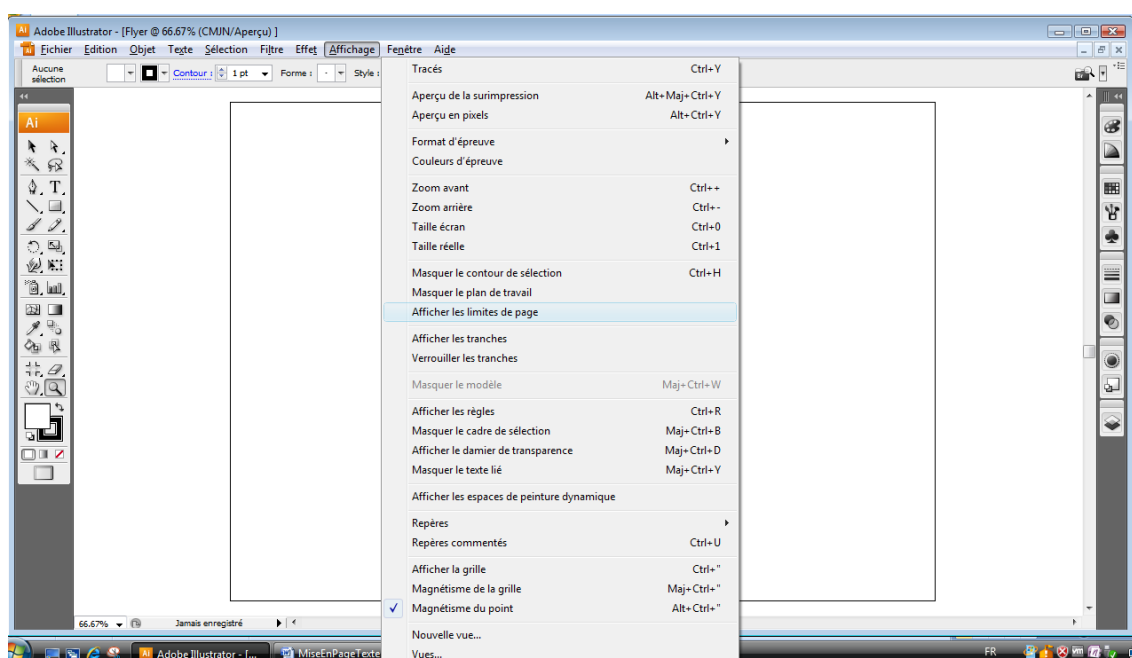 Adobe Illustrator - [Flyer @ 66.67% (CMJN/Aperçu) ]
Fichier Edition Objet Texte Sélection Filtre Effet Affichage Fenêtre Aide
Aucune
sélection
Contour : 1 pt Forme : Style :
Ai
T
Tracés Ctrl+Y
Aperçu de la surimpression Alt+Maj+Ctrl+Y
Aperçu en pixels Alt+Ctrl+Y
Format d'épreuve
Couleurs d'épreuve
Zoom avant Ctrl++
Zoom arrière Ctrl+-
Taille écran Ctrl+0
Taille réelle Ctrl+1
Masquer le contour de sélection Ctrl+H
Masquer le plan de travail
Afficher les limites de page
Afficher les tranches
Verrouiller les tranches
Masquer le modèle Maj+Ctrl+W
Afficher les règles Ctrl+R
Masquer le cadre de sélection Maj+Ctrl+B
Afficher le damier de transparence Maj+Ctrl+D
Masquer le texte lié Maj+Ctrl+Y
Afficher les espaces de peinture dynamique
Repères
Repères commentés Ctrl+U
Afficher la grille Ctrl+"
Magnétisme de la grille Maj+Ctrl+"
Magnétisme du point Alt+Ctrl+"
Nouvelle vue...
Vues...
66.67% Jamais enregistré
Adobe Illustrator - [... MiseEnPageTexte FR